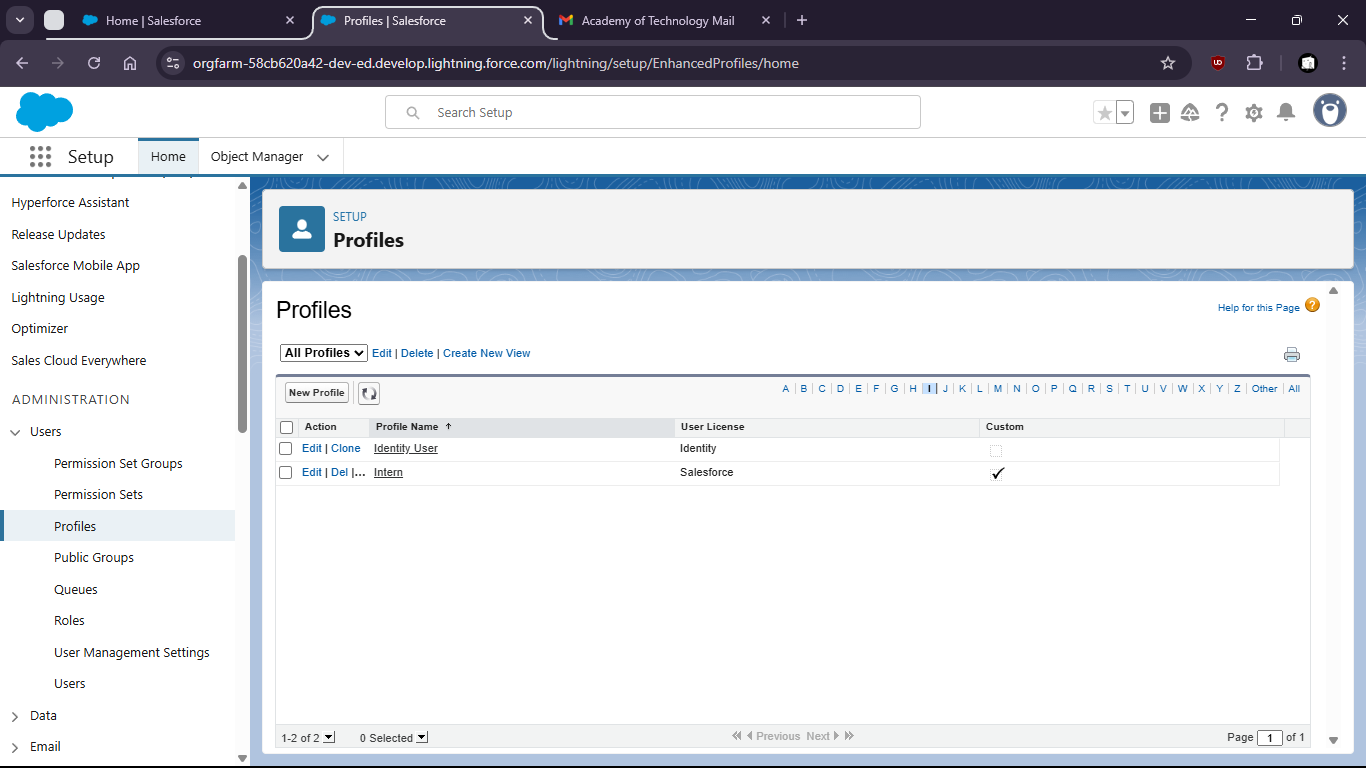 Home | Salesforce
Profiles | Salesforce
Academy of Technology Mail
orgfarm-58cb620a42-dev-ed.develop.lightning.force.com/lightning/setup/EnhancedProfiles/home
Search Setup
Setup
Home
Object Manager
Hyperforce Assistant
Release Updates
Salesforce Mobile App
Lightning Usage
Optimizer
Sales Cloud Everywhere
ADMINISTRATION
Users
Permission Set Groups
Permission Sets
Profiles
Public Groups
Queues
Roles
User Management Settings
Users
Data
Email
SETUP
Profiles
Profiles
Help for this Page ?
All Profiles Edit | Delete | Create New View
New Profile
A | B | C | D | E | F | G | H | I | J | K | L | M | N | O | P | Q | R | S | T | U | V | W | X | Y | Z | Other | All
Action Profile Name ↑ User License Custom
Edit | Clone Identity User Identity
Edit | Del |... Intern Salesforce ✓
1-2 of 2 0 Selected Previous Next Page 1 of 1